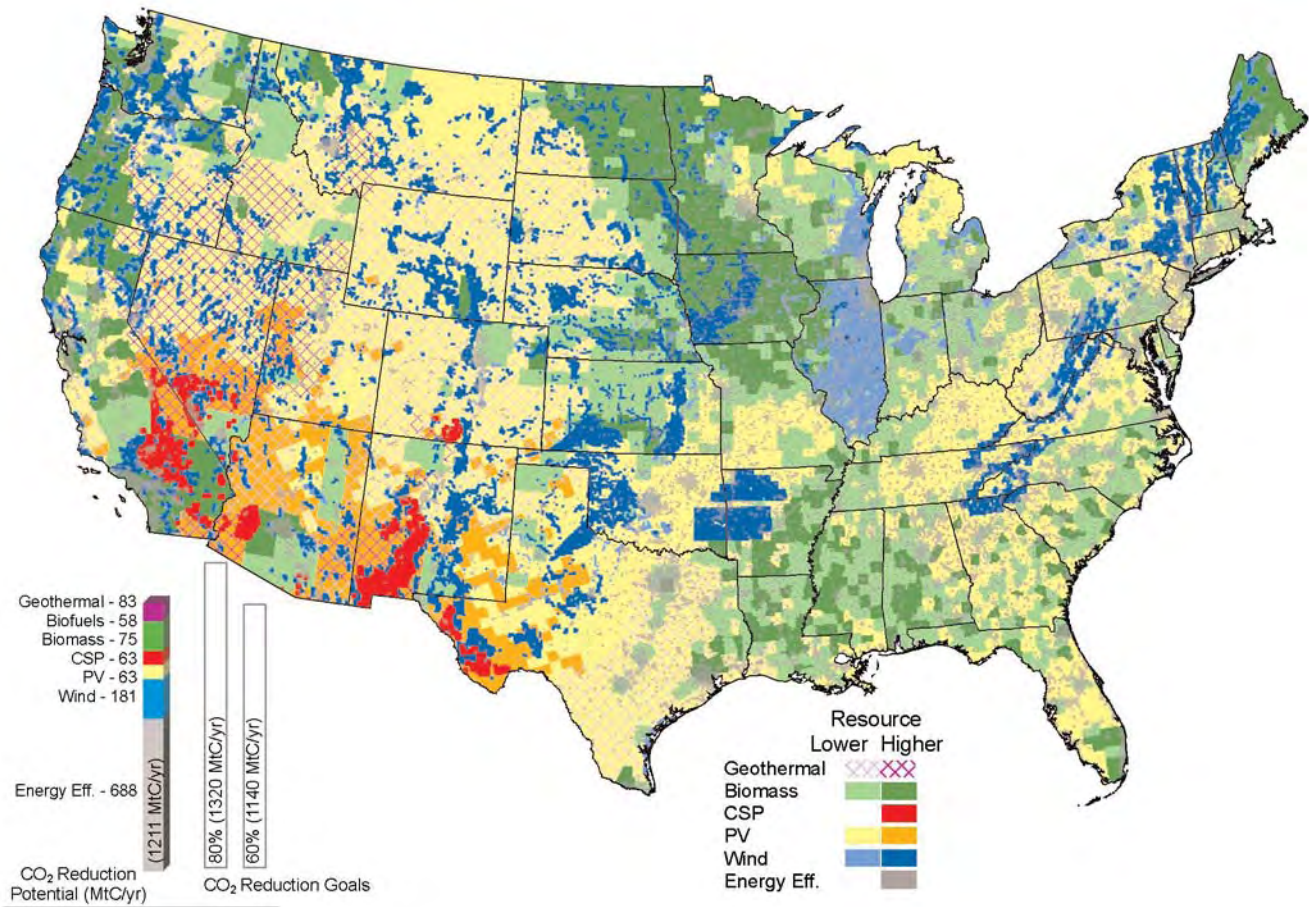 Geothermal - 83
Biofuels - 58
Biomass - 75
CSP - 63
PV - 63
Wind - 181
Energy Eff. - 688
(1211 MtC/yr)
CO₂ Reduction
Potential (MtC/yr)
80% (1320 MtC/yr)
60% (1140 MtC/yr)
CO₂ Reduction Goals
Resource
Lower Higher
Geothermal
Biomass
CSP
PV
Wind
Energy Eff.